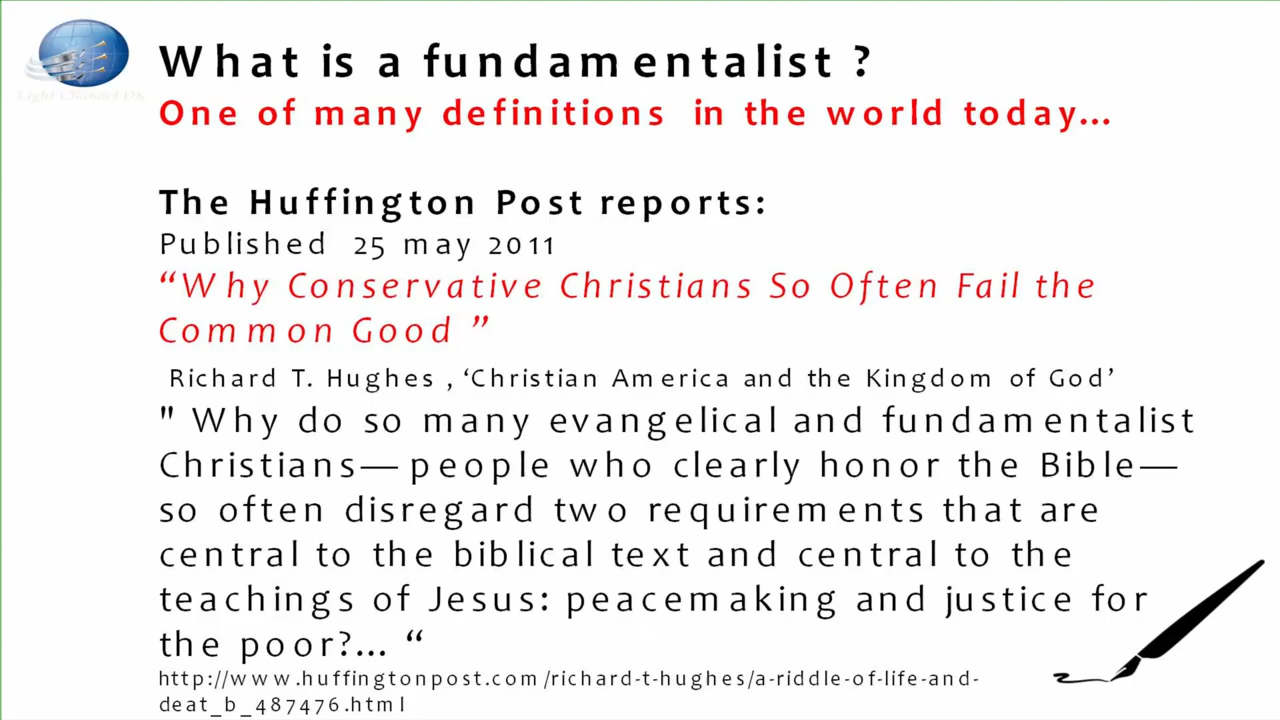 What is a fundamentalist ?
One of many definitions in the world today...
Light Channel DK
The Huffington Post reports:
Published 25 may 2011
“Why Conservative Christians So Often Fail the
Common Good ”
Richard T. Hughes , ‘Christian America and the Kingdom of God’
" Why do so many evangelical and fundamentalist
Christians—people who clearly honor the Bible—
so often disregard two requirements that are
central to the biblical text and central to the
teachings of Jesus: peacemaking and justice for
the poor?... “
http://www.huffingtonpost.com/richard-t-hughes/a-riddle-of-life-and-
deat_b_487476.html